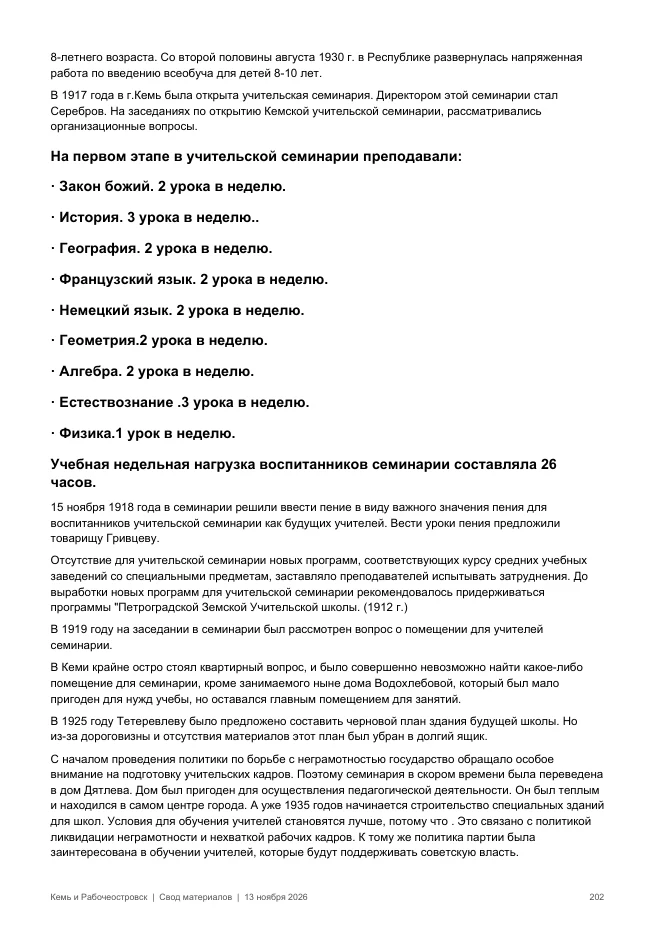 8-летнего возраста. Со второй половины августа 1930 г. в Республике развернулась напряженная
работа по введению всеобуча для детей 8-10 лет.
В 1917 года в г.Кемь была открыта учительская семинария. Директором этой семинарии стал
Серебров. На заседаниях по открытию Кемской учительской семинарии, рассматривались
организационные вопросы.
На первом этапе в учительской семинарии преподавали:
· Закон божий. 2 урока в неделю.
· История. 3 урока в неделю..
· География. 2 урока в неделю.
· Французский язык. 2 урока в неделю.
· Немецкий язык. 2 урока в неделю.
· Геометрия.2 урока в неделю.
· Алгебра. 2 урока в неделю.
· Естествознание .3 урока в неделю.
· Физика.1 урок в неделю.
Учебная недельная нагрузка воспитанников семинарии составляла 26
часов.
15 ноября 1918 года в семинарии решили ввести пение в виду важного значения пения для
воспитанников учительской семинарии как будущих учителей. Вести уроки пения предложили
товарищу Гривцеву.
Отсутствие для учительской семинарии новых программ, соответствующих курсу средних учебных
заведений со специальными предметам, заставляло преподавателей испытывать затруднения. До
выработки новых программ для учительской семинарии рекомендовалось придерживаться
программы "Петроградской Земской Учительской школы. (1912 г.)
В 1919 году на заседании в семинарии был рассмотрен вопрос о помещении для учителей
семинарии.
В Кеми крайне остро стоял квартирный вопрос, и было совершенно невозможно найти какое-либо
помещение для семинарии, кроме занимаемого ныне дома Водохлебовой, который был мало
пригоден для нужд учебы, но оставался главным помещением для занятий.
В 1925 году Тетеревлеву было предложено составить черновой план здания будущей школы. Но
из-за дороговизны и отсутствия материалов этот план был убран в долгий ящик.
С началом проведения политики по борьбе с неграмотностью государство обращало особое
внимание на подготовку учительских кадров. Поэтому семинария в скором времени была переведена
в дом Дятлева. Дом был пригоден для осуществления педагогической деятельности. Он был теплым
и находился в самом центре города. А уже 1935 годов начинается строительство специальных зданий
для школ. Условия для обучения учителей становятся лучше, потому что . Это связано с политикой
ликвидации неграмотности и нехваткой рабочих кадров. К тому же политика партии была
заинтересована в обучении учителей, которые будут поддерживать советскую власть.
Кемь и Рабочеостровск | Свод материалов | 13 ноября 2026
202